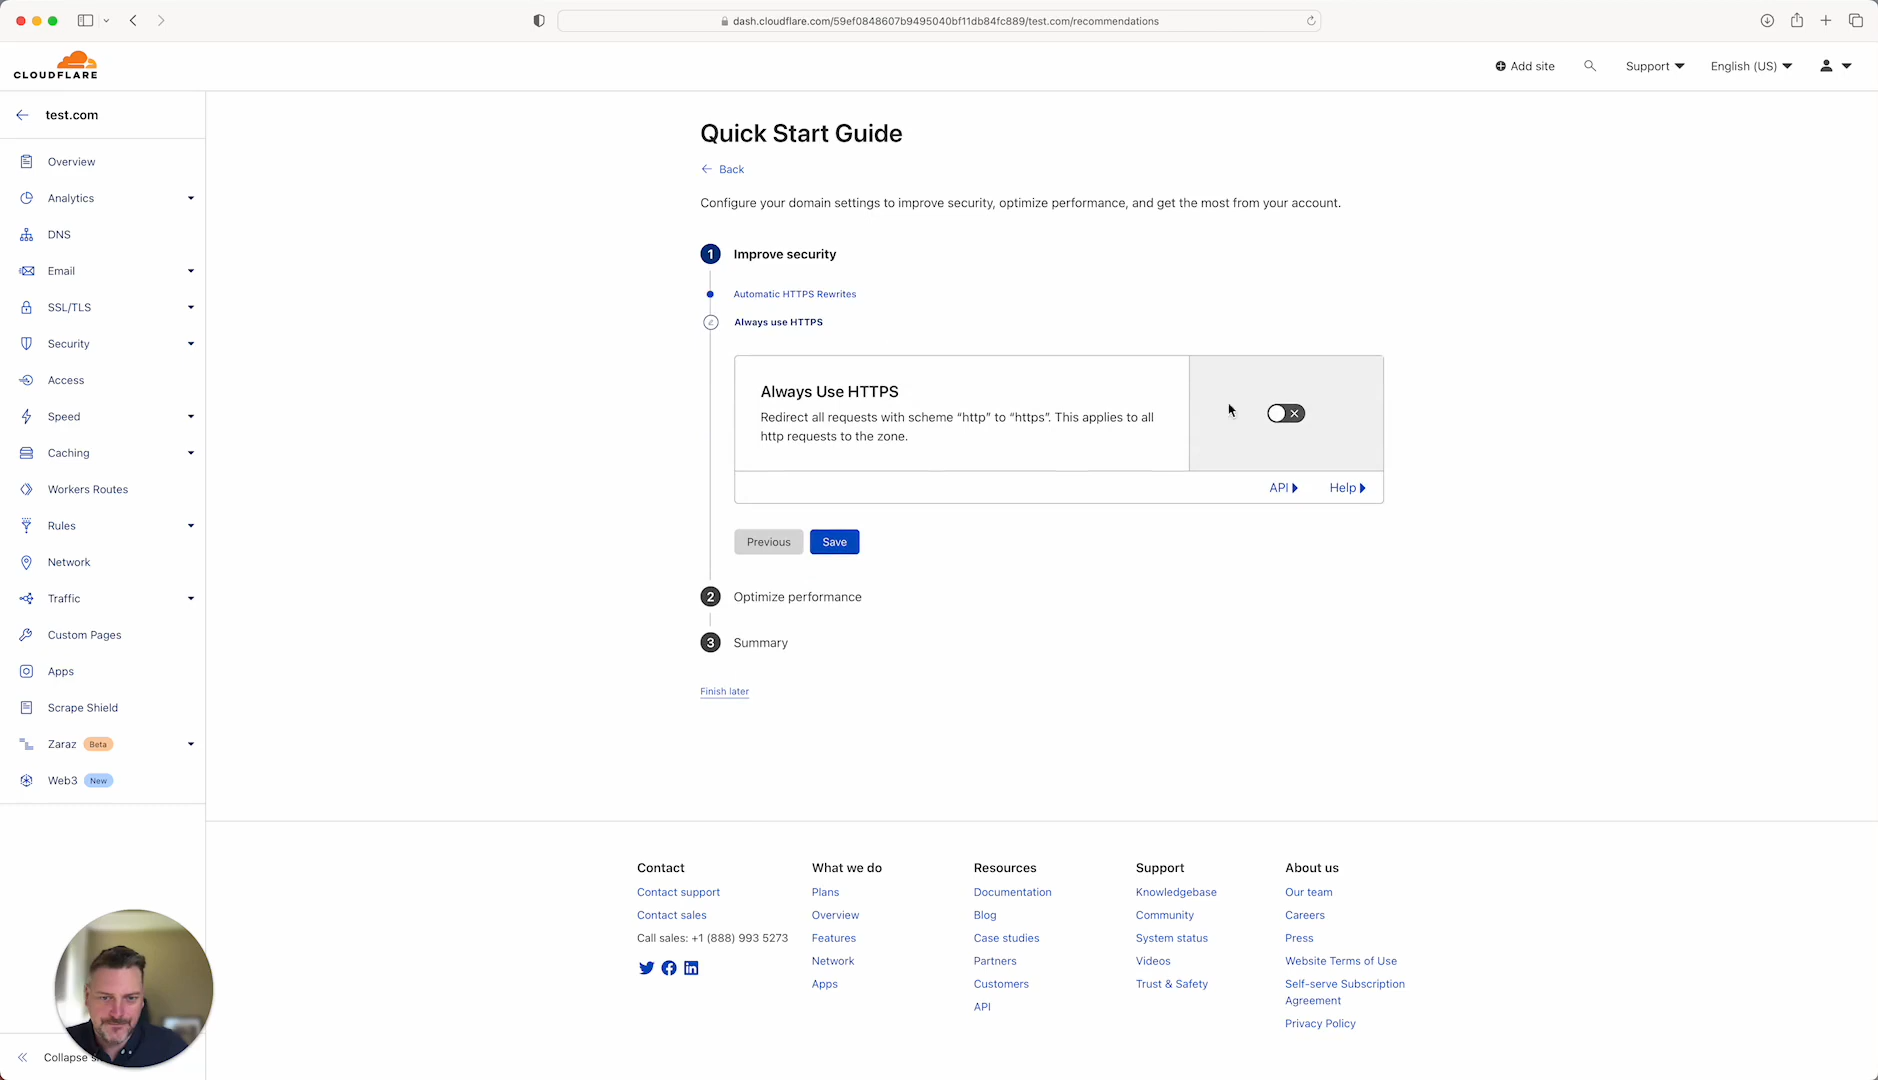 dash.cloudflare.com/59ef0848607b9495040bf11db84fc889/test.com/recommendations
CLOUDFLARE
Add site
Support
English (US)
test.com
Overview
Analytics
DNS
Email
SSL/TLS
Security
Access
Speed
Caching
Workers Routes
Rules
Network
Traffic
Custom Pages
Apps
Scrape Shield
Zaraz Beta
Web3 New
Collapse
Quick Start Guide
Back
Configure your domain settings to improve security, optimize performance, and get the most from your account.
1 Improve security
Automatic HTTPS Rewrites
Always use HTTPS
Always Use HTTPS
Redirect all requests with scheme “http” to “https”. This applies to all
http requests to the zone.
API
Help
Previous
Save
2 Optimize performance
3 Summary
Finish later
Contact
Contact support
Contact sales
Call sales: +1 (888) 993 5273
What we do
Plans
Overview
Features
Network
Apps
Resources
Documentation
Blog
Case studies
Partners
Customers
API
Support
Knowledgebase
Community
System status
Videos
Trust & Safety
About us
Our team
Careers
Press
Website Terms of Use
Self-serve Subscription
Agreement
Privacy Policy